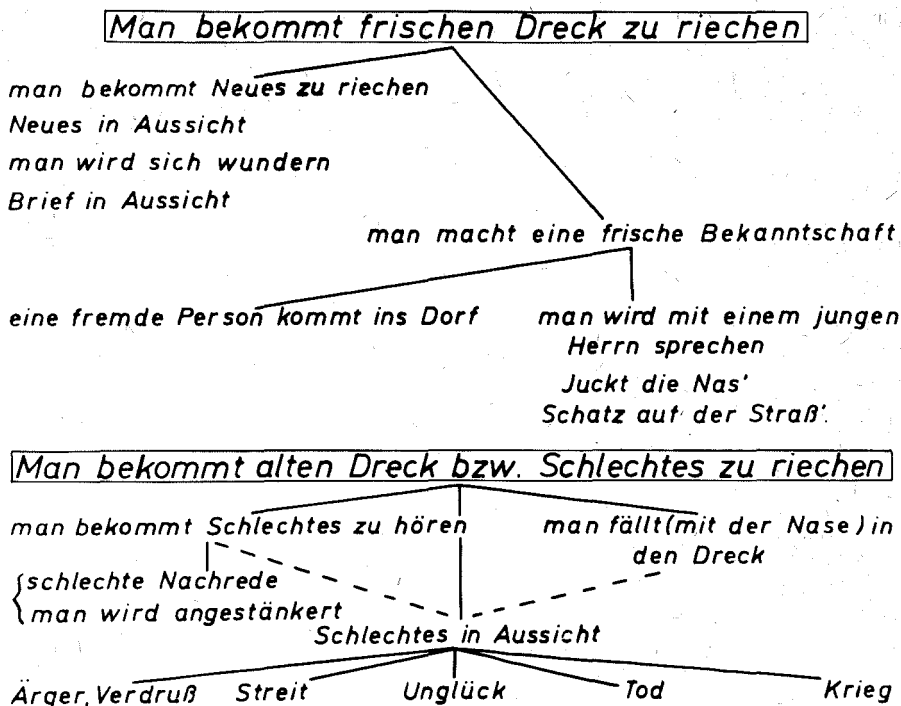 Man bekommt frischen Dreck zu riechen
man bekommt Neues zu riechen
Neues in Aussicht
man wird sich wundern
Brief in Aussicht
man macht eine frische Bekanntschaft
eine fremde Person kommt ins Dorf
man wird mit einem jungen
Herrn sprechen
Juckt die Nas'
Schatz auf der Straß'.
Man bekommt alten Dreck bzw. Schlechtes zu riechen
man bekommt Schlechtes zu hören
man fällt (mit der Nase) in
den Dreck
schlechte Nachrede
man wird angestänkert
Schlechtes in Aussicht
Ärger, Verdruß Streit Unglück Tod Krieg